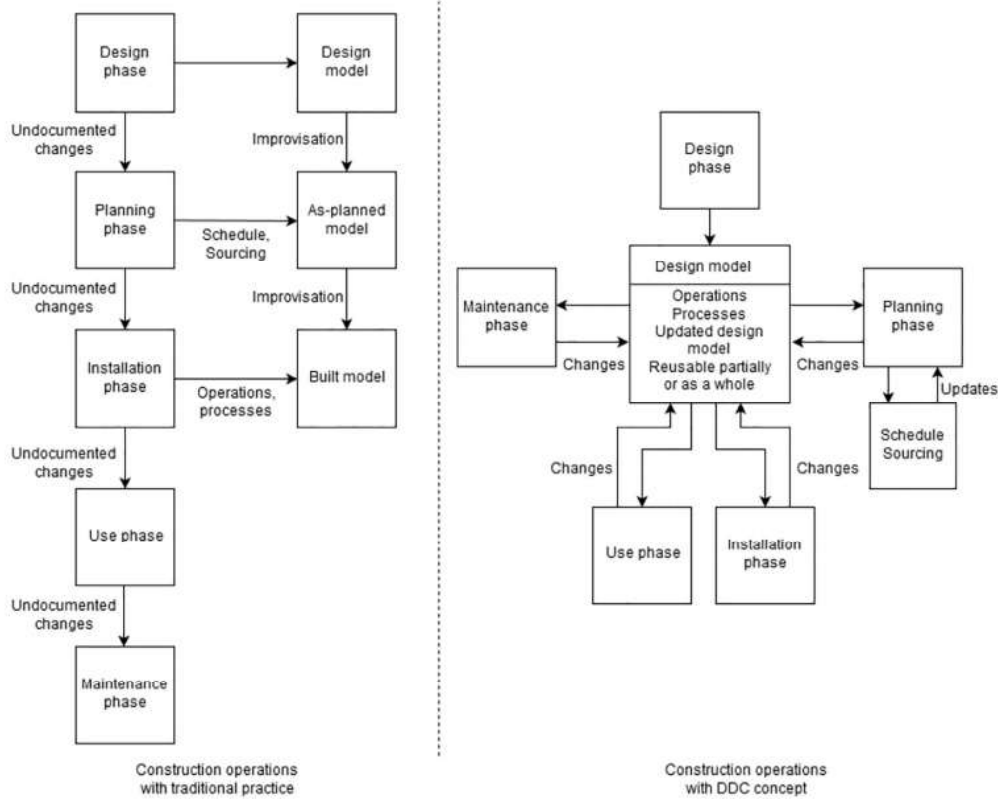 Design
phase
Design
model
Undocumented
changes
Improvisation
Planning
phase
Schedule,
Sourcing
As-planned
model
Undocumented
changes
Improvisation
Installation
phase
Operations,
processes
Built model
Undocumented
changes
Use phase
Undocumented
changes
Maintenance
phase
Construction operations
with traditional practice
Design
phase
Design model
Operations
Processes
Updated design
model
Reusable partially
or as a whole
Maintenance
phase
Changes
Planning
phase
Changes
Updates
Schedule
Sourcing
Changes
Changes
Use phase
Installation
phase
Construction operations
with DDC concept